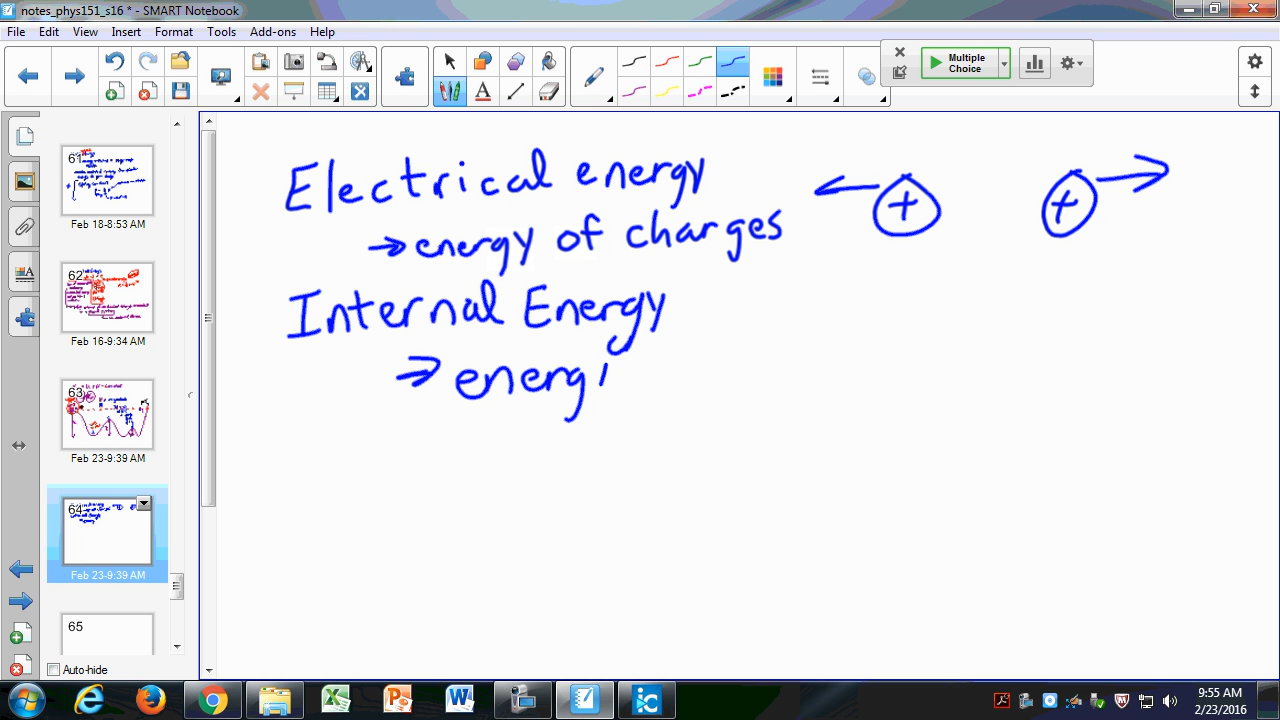 notes_phys151_s16 * - SMART Notebook
File Edit View Insert Format Tools Add-ons Help
Multiple
Choice
61
Feb 18-8:53 AM
62
Feb 16-9:34 AM
63
Feb 23-9:39 AM
64
Feb 23-9:39 AM
65
Auto-hide
Electrical energy
→ energy of charges
+ +
Internal Energy
→ energ
9:55 AM
2/23/2016